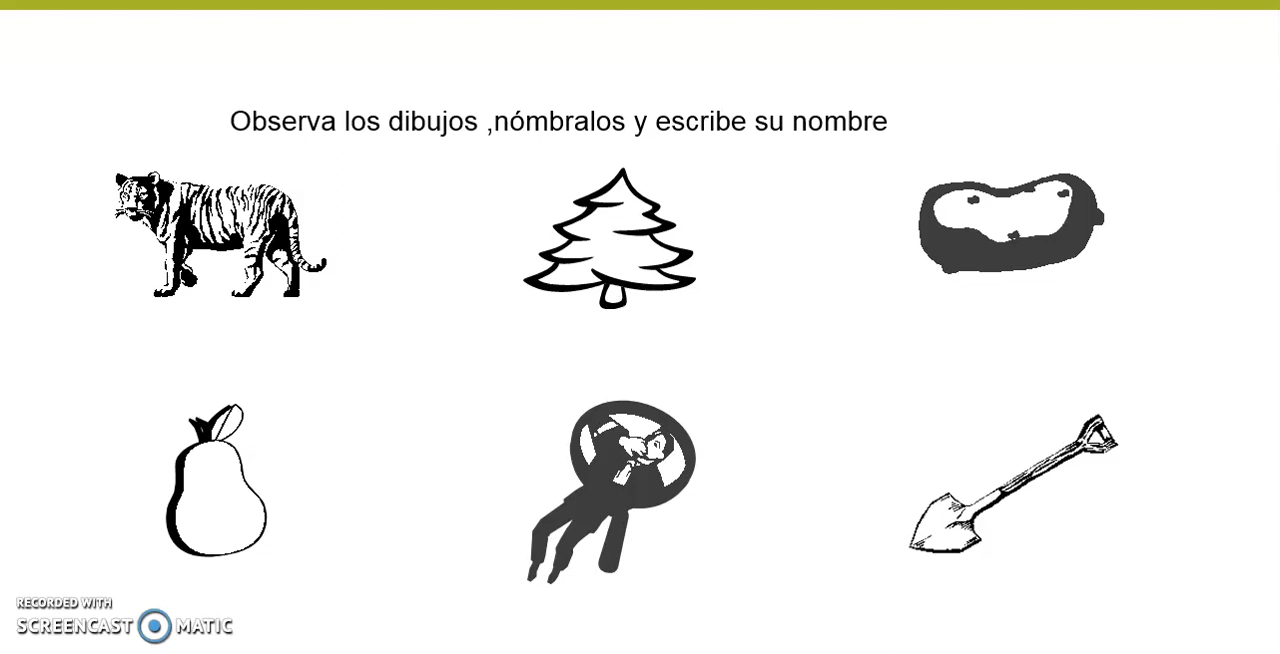 Observa los dibujos ,nómbralos y escribe su nombre
RECORDED WITH
SCREENCAST MATIC